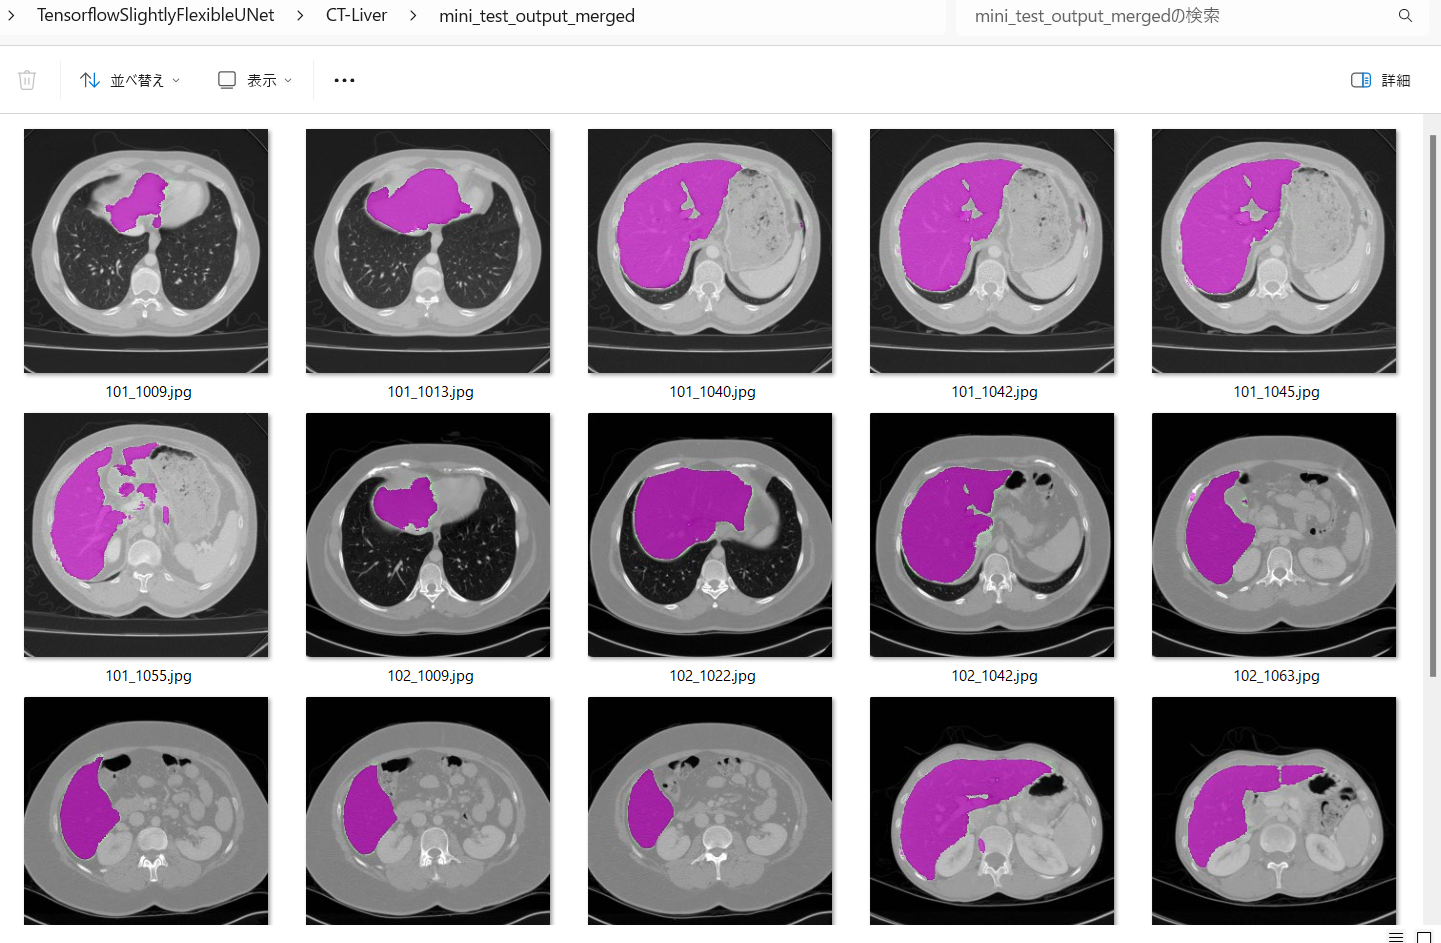 TensorflowSlightlyFlexibleUNet > CT-Liver > mini_test_output_merged
mini_test_output_mergedの検索
並べ替え
表示
詳細
101_1009.jpg
101_1013.jpg
101_1040.jpg
101_1042.jpg
101_1045.jpg
101_1055.jpg
102_1009.jpg
102_1022.jpg
102_1042.jpg
102_1063.jpg